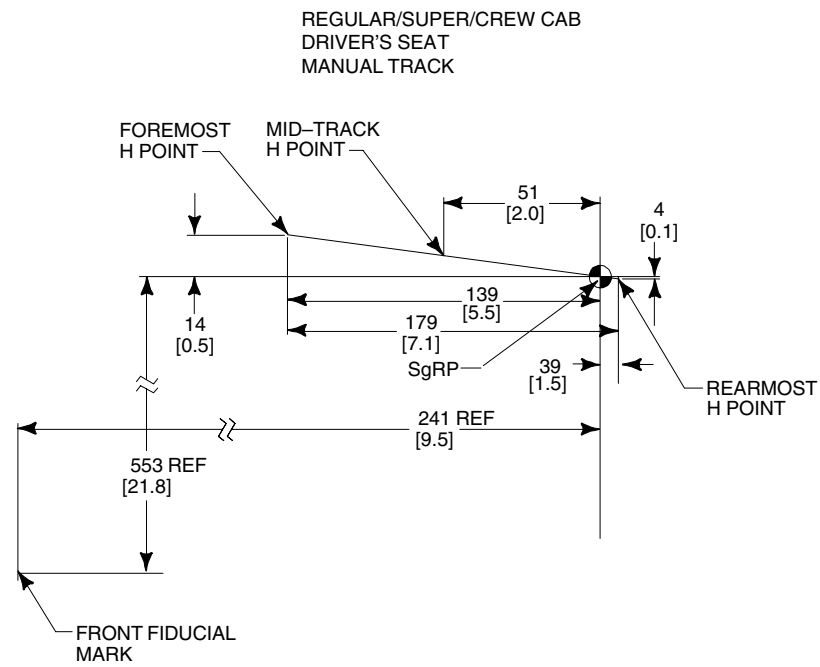 REGULAR/SUPER/CREW CAB
DRIVER'S SEAT
MANUAL TRACK
FOREMOST
H POINT
MID–TRACK
H POINT
51
[2.0]
4
[0.1]
14
[0.5]
139
[5.5]
179
[7.1]
SgRP
39
[1.5]
REARMOST
H POINT
241 REF
[9.5]
553 REF
[21.8]
FRONT FIDUCIAL
MARK